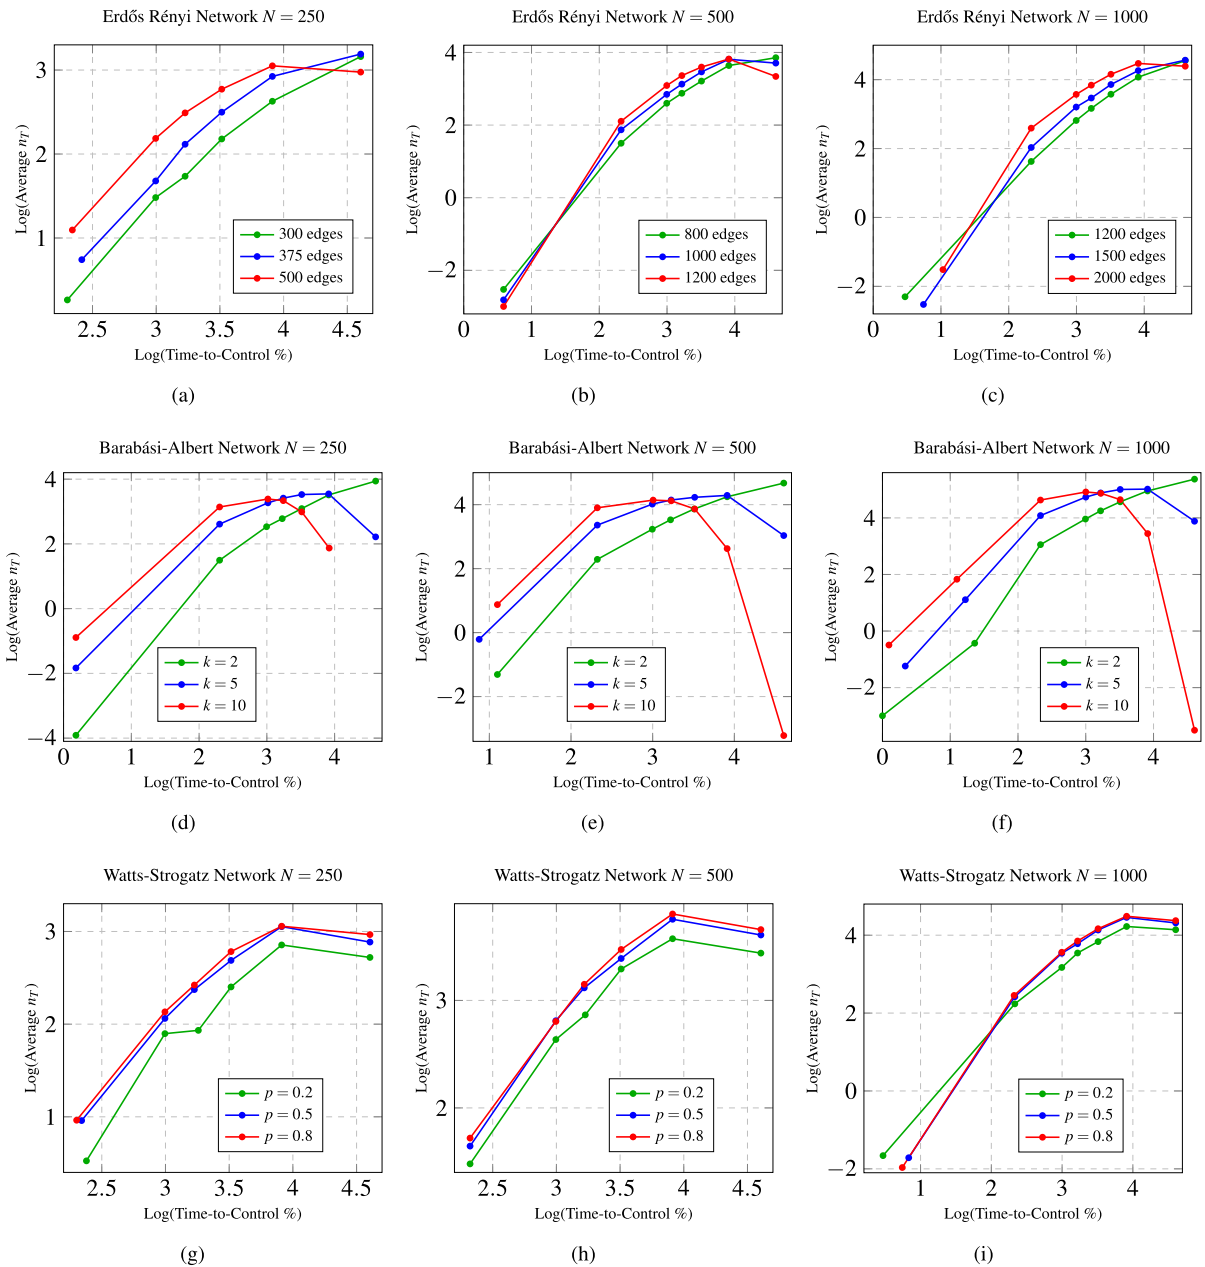 Erdős Rényi Network N = 250
Log(Average n_T)
3
2
1
300 edges
375 edges
500 edges
2.5 3 3.5 4 4.5
Log(Time-to-Control %)
(a)
Erdős Rényi Network N = 500
Log(Average n_T)
4
2
0
−2
800 edges
1000 edges
1200 edges
0 1 2 3 4
Log(Time-to-Control %)
(b)
Erdős Rényi Network N = 1000
Log(Average n_T)
4
2
0
−2
1200 edges
1500 edges
2000 edges
0 1 2 3 4
Log(Time-to-Control %)
(c)
Barabási-Albert Network N = 250
Log(Average n_T)
4
2
0
−2
−4
k = 2
k = 5
k = 10
0 1 2 3 4
Log(Time-to-Control %)
(d)
Barabási-Albert Network N = 500
Log(Average n_T)
4
2
0
−2
k = 2
k = 5
k = 10
1 2 3 4
Log(Time-to-Control %)
(e)
Barabási-Albert Network N = 1000
Log(Average n_T)
4
2
0
−2
k = 2
k = 5
k = 10
0 1 2 3 4
Log(Time-to-Control %)
(f)
Watts-Strogatz Network N = 250
Log(Average n_T)
3
2
1
p = 0.2
p = 0.5
p = 0.8
2.5 3 3.5 4 4.5
Log(Time-to-Control %)
(g)
Watts-Strogatz Network N = 500
Log(Average n_T)
3
2
p = 0.2
p = 0.5
p = 0.8
2.5 3 3.5 4 4.5
Log(Time-to-Control %)
(h)
Watts-Strogatz Network N = 1000
Log(Average n_T)
4
2
0
−2
p = 0.2
p = 0.5
p = 0.8
1 2 3 4
Log(Time-to-Control %)
(i)